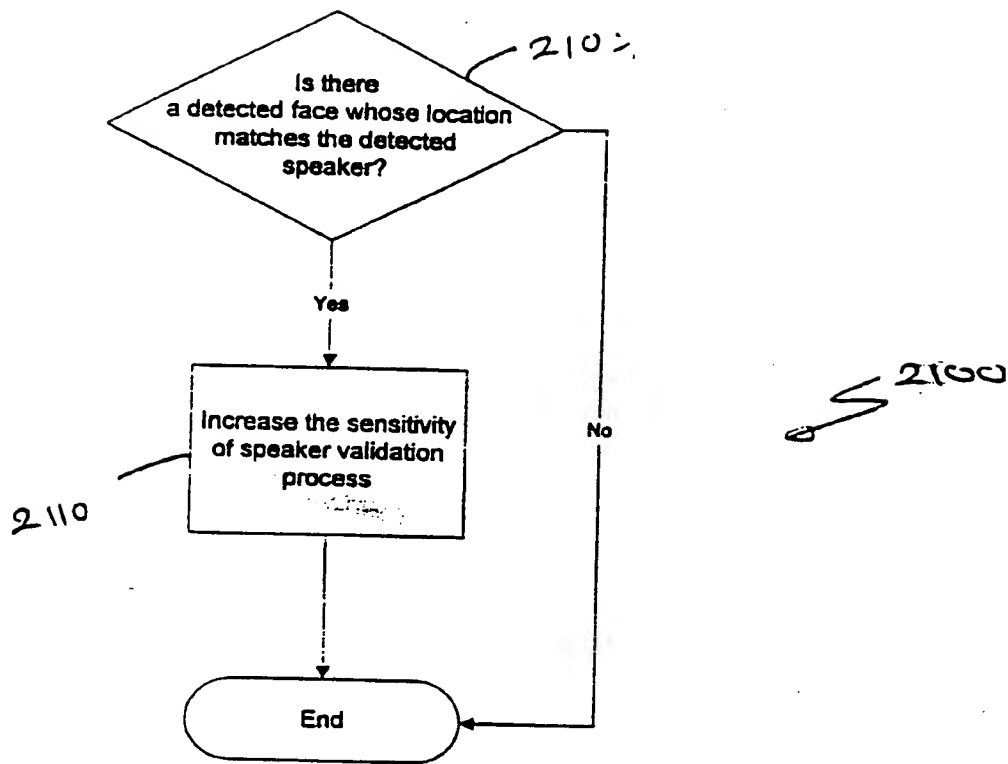 Is there
a detected face whose location
matches the detected
speaker?
Yes
No
2100
Increase the sensitivity
of speaker validation
process
2110
End